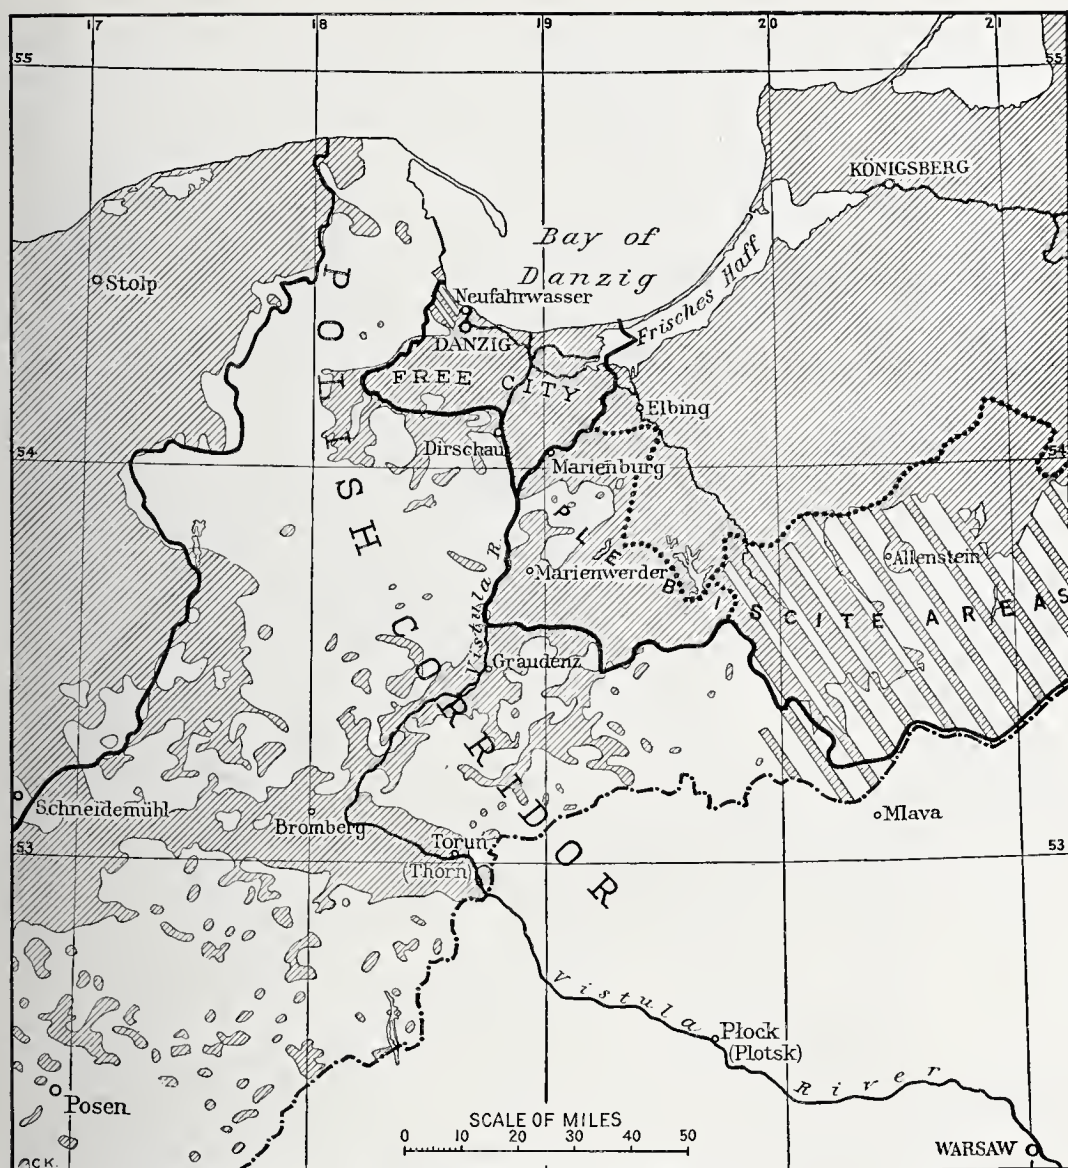 17 18 19 20 21
55 55
KÖNIGSBERG
Bay of
Danzig
Frisches Haff
Stolp
Neufahrwasser
DANZIG
FREE CITY
Elbing
Dirschau
54 54
Marienburg
POLISH CORRIDOR
PLEBISCITE AREAS
Allenstein
Marienwerder
Vistula R.
Graudenz
Schneidemühl
Bromberg
Torun
(Thorn)
Mlava
53 53
Vistula River
Płock
(Plotsk)
Posen
SCALE OF MILES
0 10 20 30 40 50
WARSAW